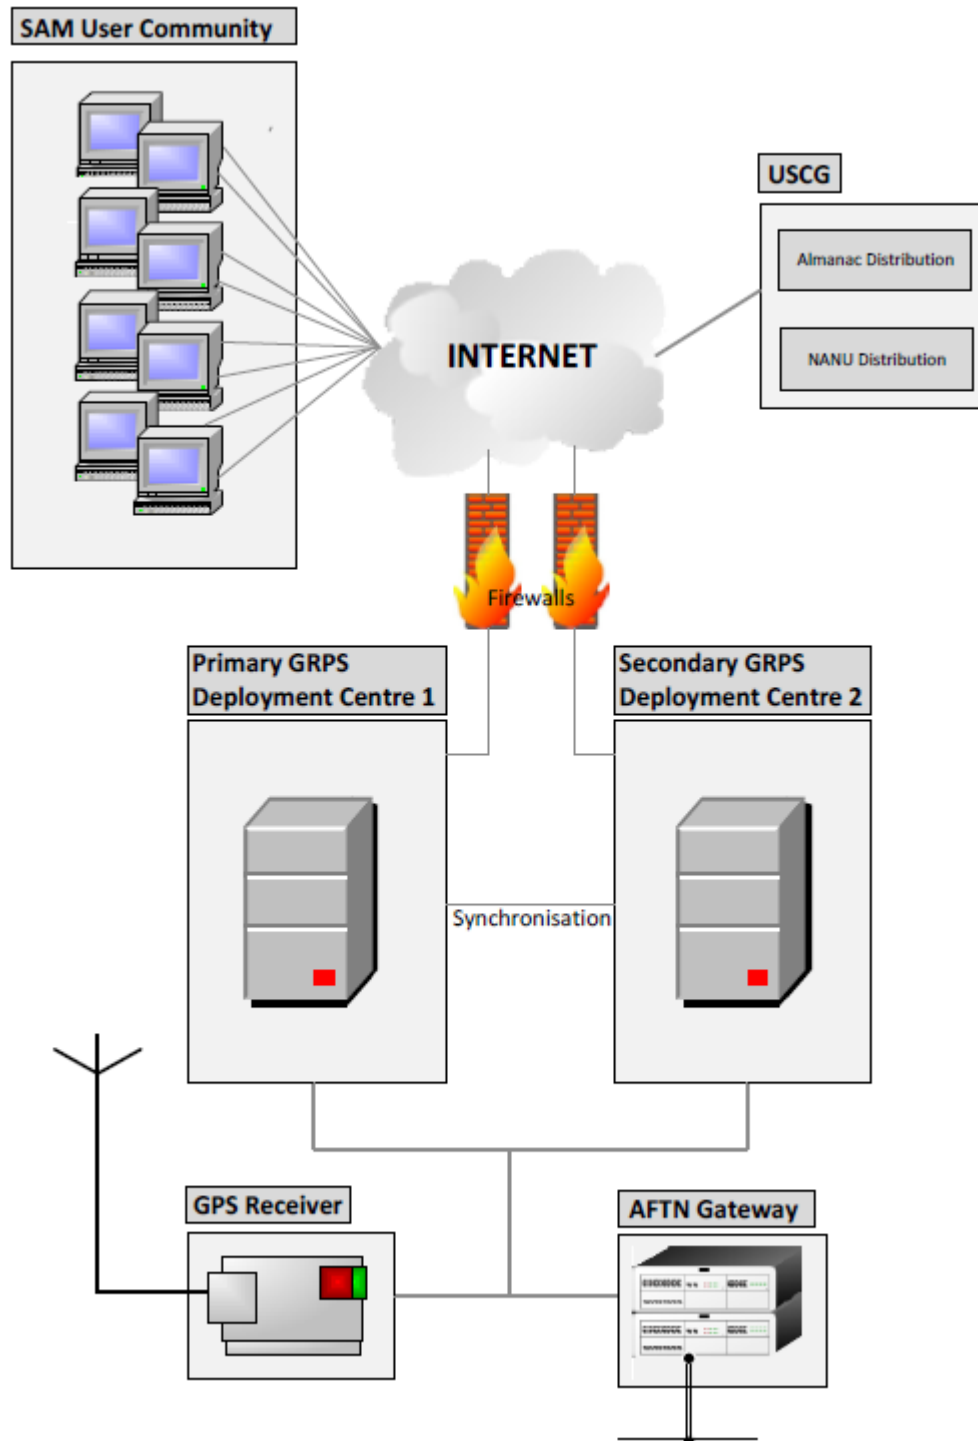 SAM User Community
USCG
Almanac Distribution
NANU Distribution
INTERNET
Firewalls
Primary GRPS
Deployment Centre 1
Secondary GRPS
Deployment Centre 2
Synchronisation
GPS Receiver
AFTN Gateway